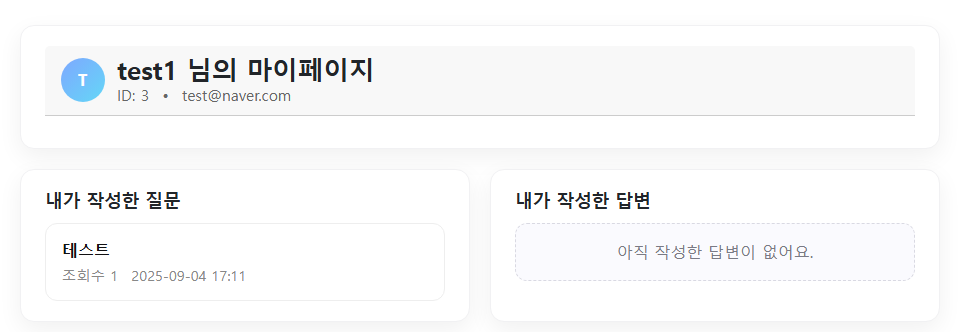 T
test1 님의 마이페이지
ID: 3 • test@naver.com
내가 작성한 질문
테스트
조회수 1 2025-09-04 17:11
내가 작성한 답변
아직 작성한 답변이 없어요.